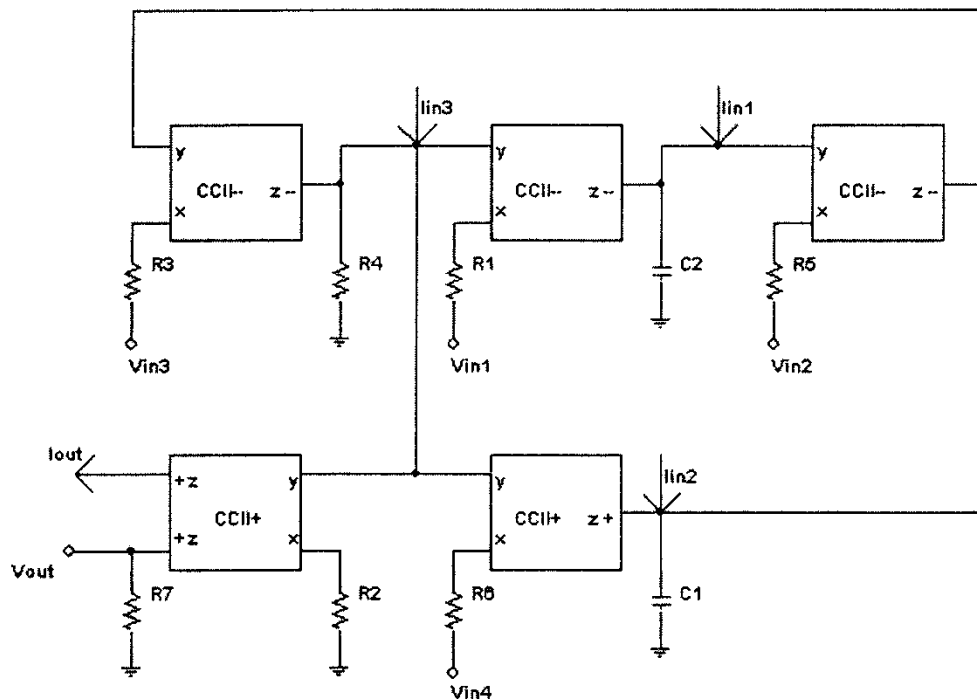 Iin3
Iin1
y
CCII-
z -
x
y
CCII-
z -
x
y
CCII-
z -
x
R3
R4
R1
C2
R5
Vin3
Vin1
Vin2
Iout
+z
y
CCII+
+z
x
y
CCII+
z +
x
Iin2
Vout
R7
R2
R6
C1
Vin4